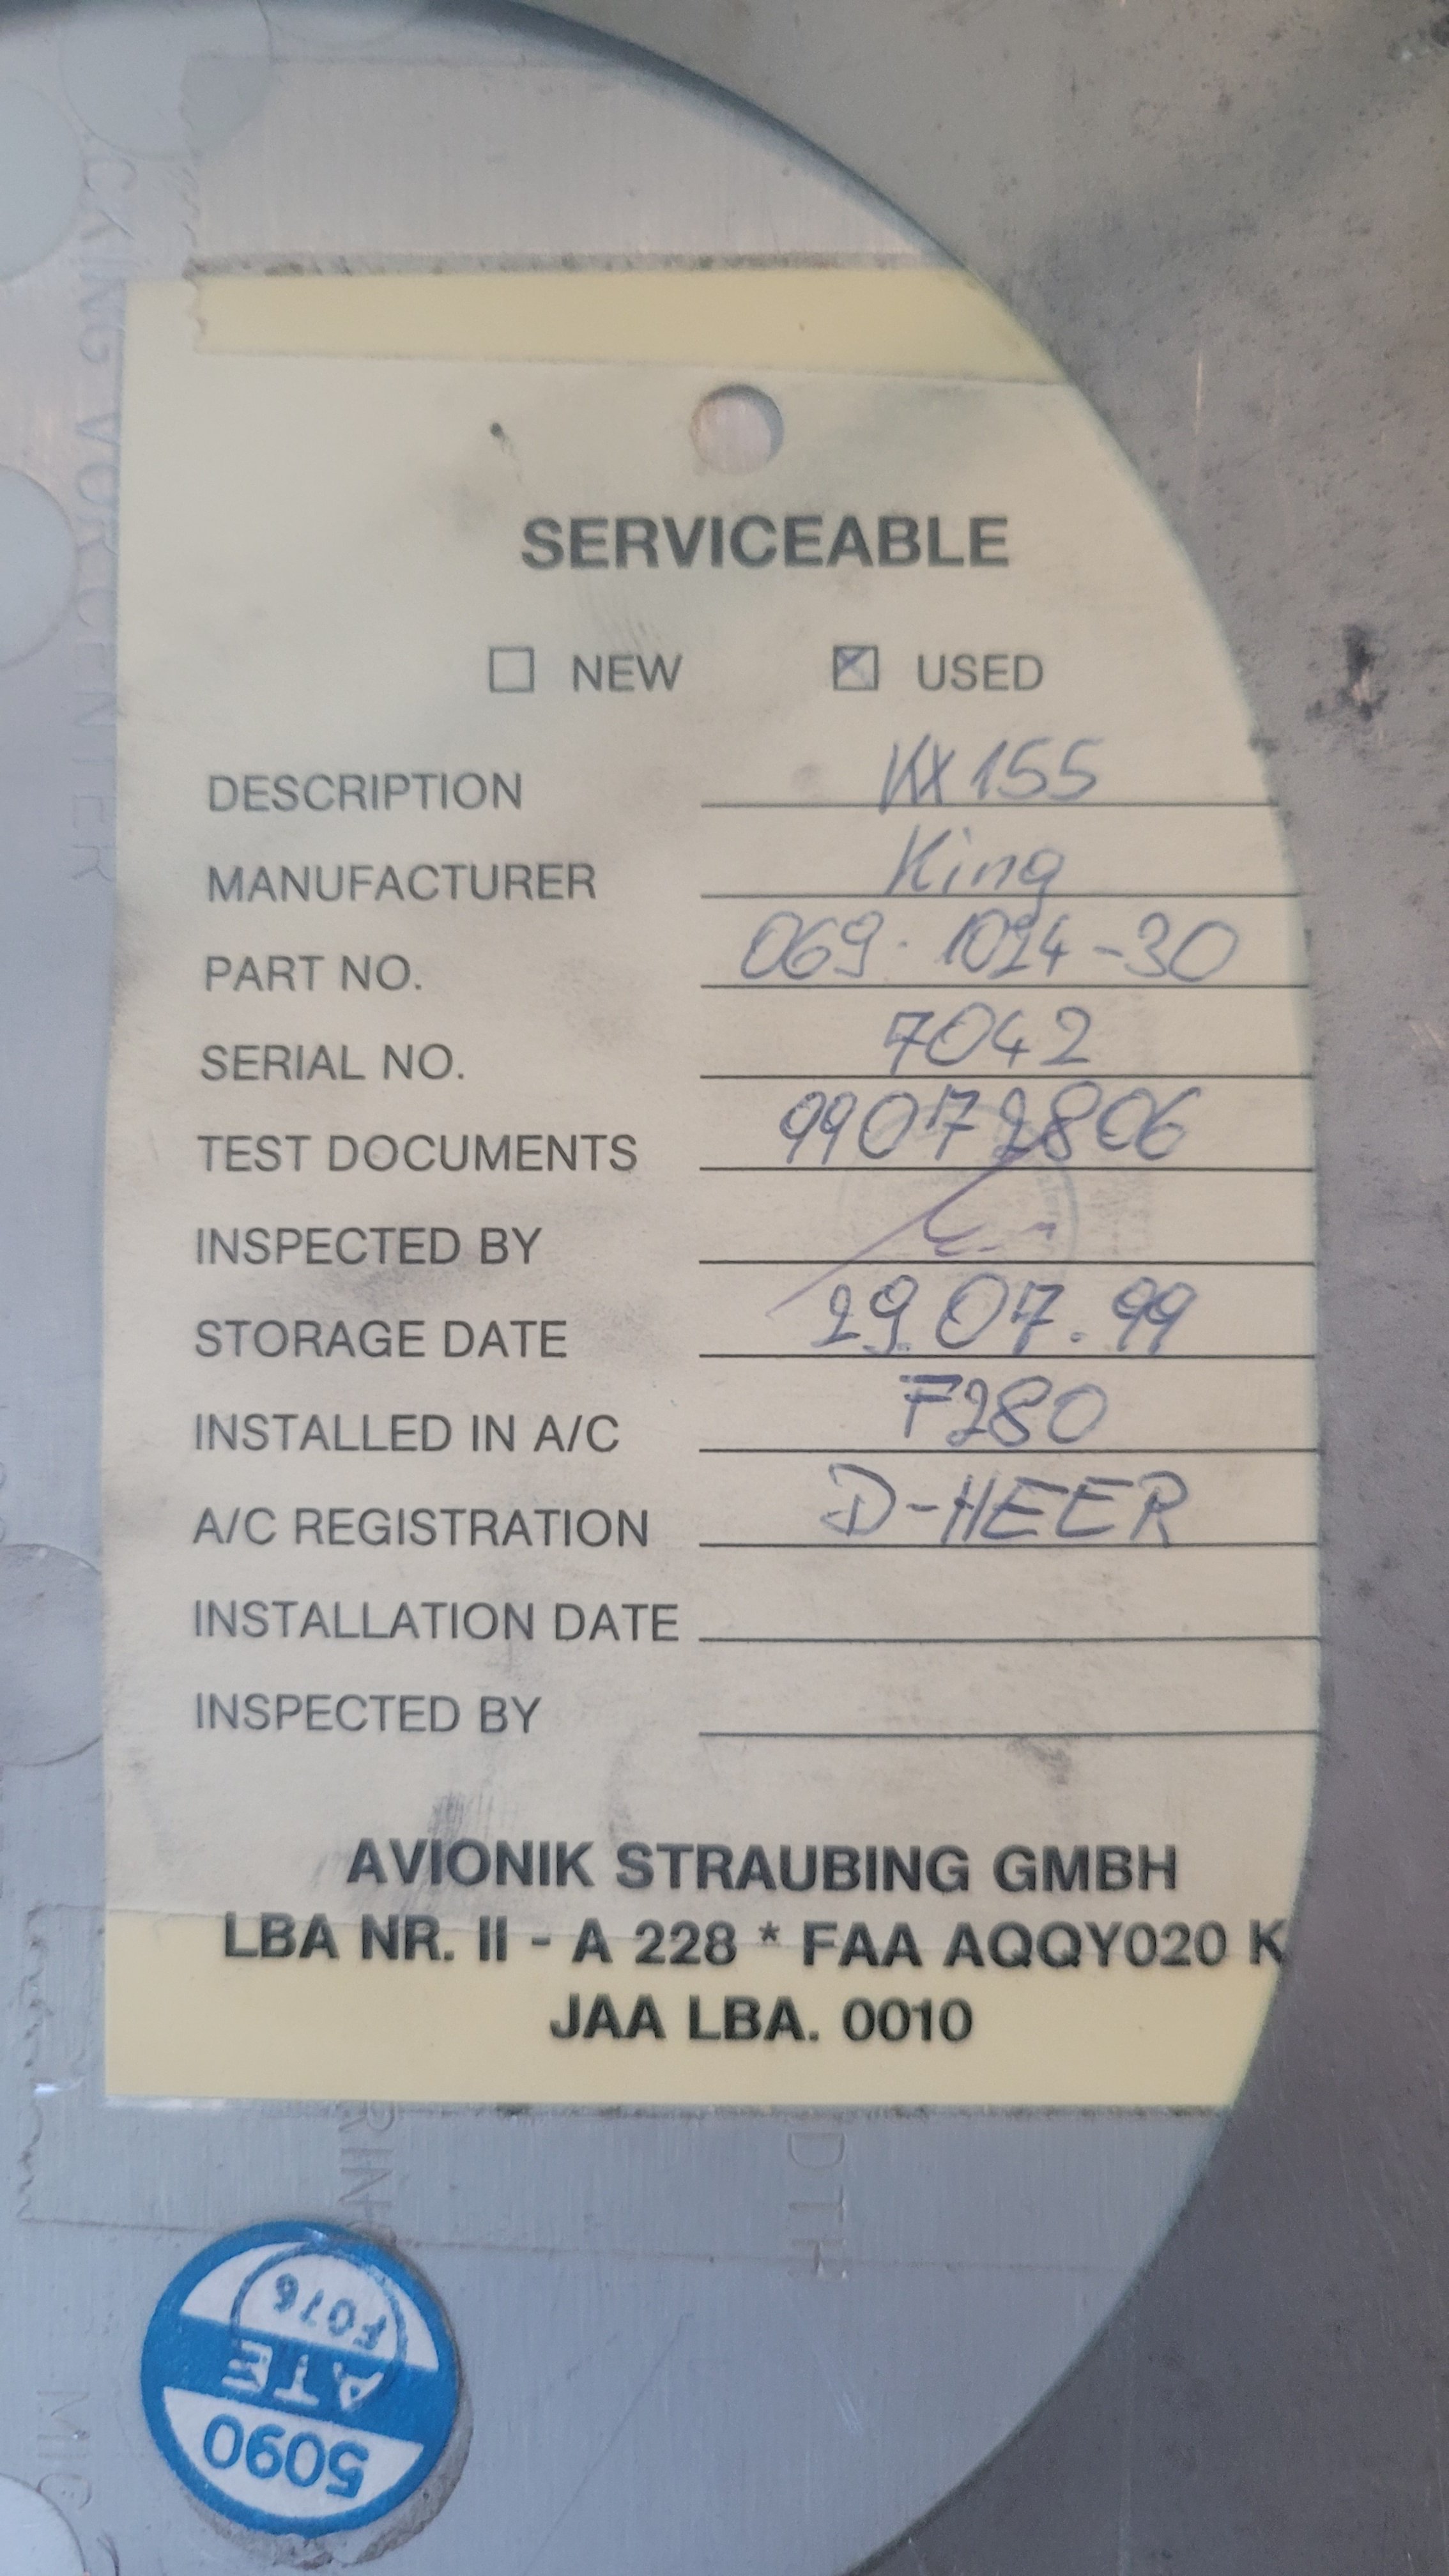 SERVICEABLE
☐ NEW ☒ USED
DESCRIPTION KX 155
MANUFACTURER King
PART NO. 069-1024-30
SERIAL NO. 7042
TEST DOCUMENTS 99072806
INSPECTED BY
STORAGE DATE 29.07.99
INSTALLED IN A/C F280
A/C REGISTRATION D-HEER
INSTALLATION DATE
INSPECTED BY
AVIONIK STRAUBING GMBH
LBA NR. II - A 228 * FAA AQQY020 K
JAA LBA. 0010
5090
ATE
F076